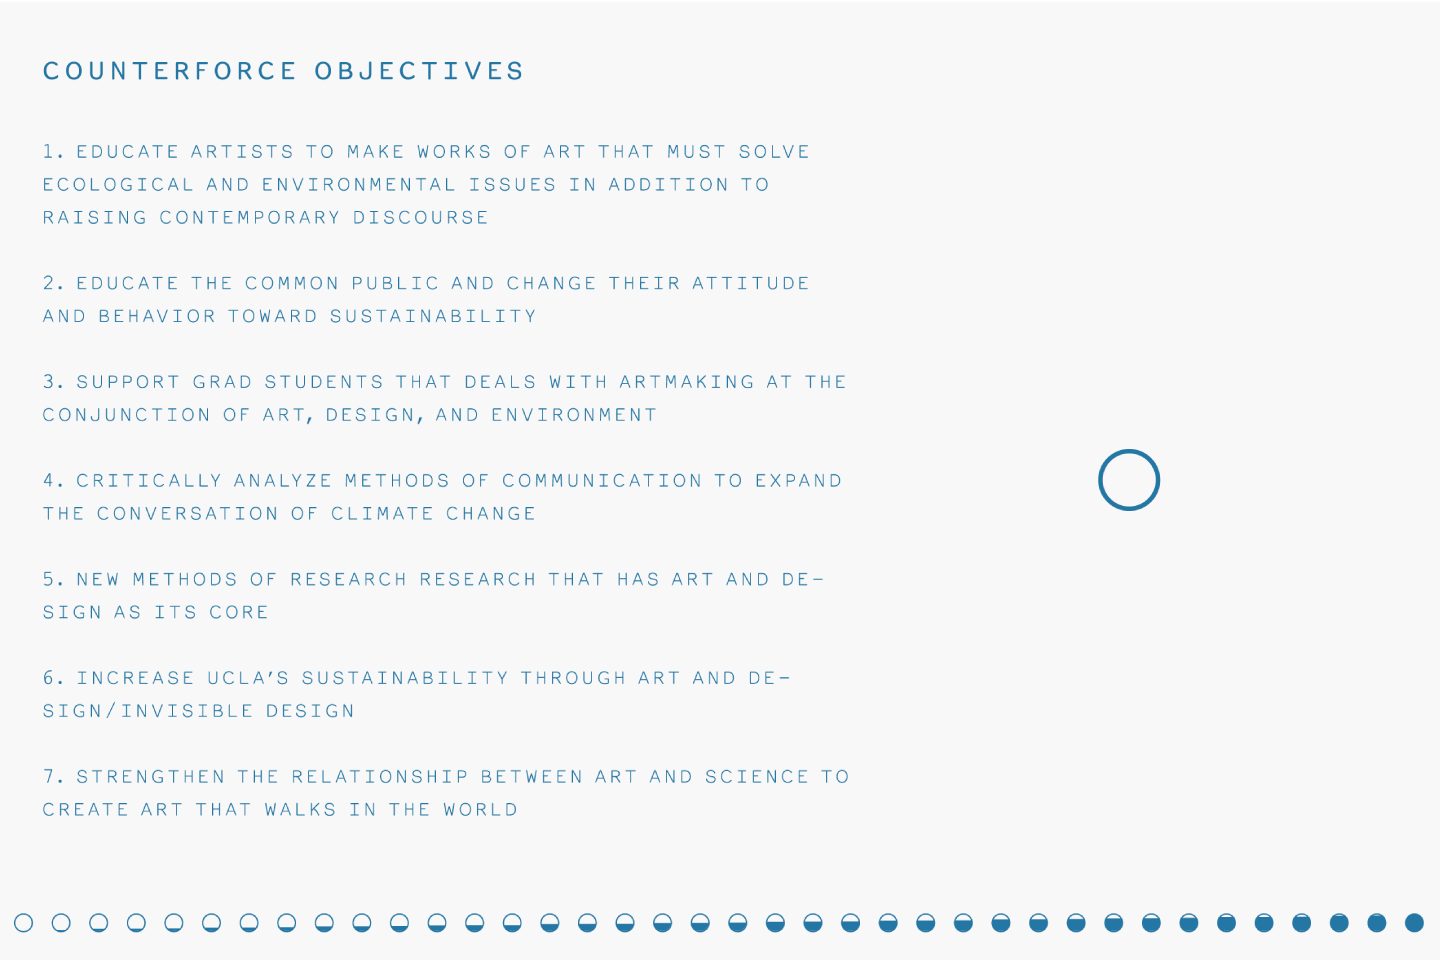 COUNTERFORCE OBJECTIVES
1. EDUCATE ARTISTS TO MAKE WORKS OF ART THAT MUST SOLVE
ECOLOGICAL AND ENVIRONMENTAL ISSUES IN ADDITION TO
RAISING CONTEMPORARY DISCOURSE
2. EDUCATE THE COMMON PUBLIC AND CHANGE THEIR ATTITUDE
AND BEHAVIOR TOWARD SUSTAINABILITY
3. SUPPORT GRAD STUDENTS THAT DEALS WITH ARTMAKING AT THE
CONJUNCTION OF ART, DESIGN, AND ENVIRONMENT
4. CRITICALLY ANALYZE METHODS OF COMMUNICATION TO EXPAND
THE CONVERSATION OF CLIMATE CHANGE
5. NEW METHODS OF RESEARCH RESEARCH THAT HAS ART AND DE-
SIGN AS ITS CORE
6. INCREASE UCLA'S SUSTAINABILITY THROUGH ART AND DE-
SIGN/INVISIBLE DESIGN
7. STRENGTHEN THE RELATIONSHIP BETWEEN ART AND SCIENCE TO
CREATE ART THAT WALKS IN THE WORLD